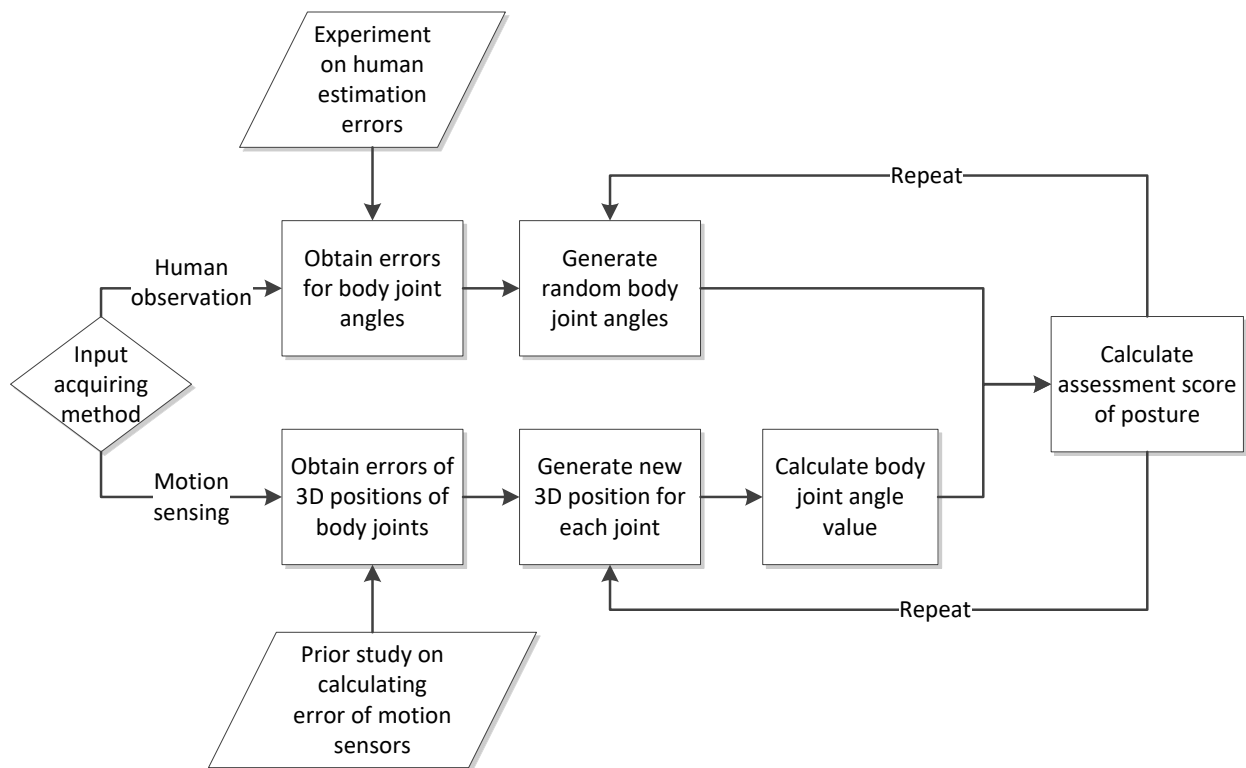 Experiment
on human
estimation
errors
Repeat
Human
observation
Obtain errors
for body joint
angles
Generate
random body
joint angles
Input
acquiring
method
Calculate
assessment score
of posture
Motion
sensing
Obtain errors of
3D positions of
body joints
Generate new
3D position for
each joint
Calculate body
joint angle
value
Repeat
Prior study on
calculating
error of motion
sensors